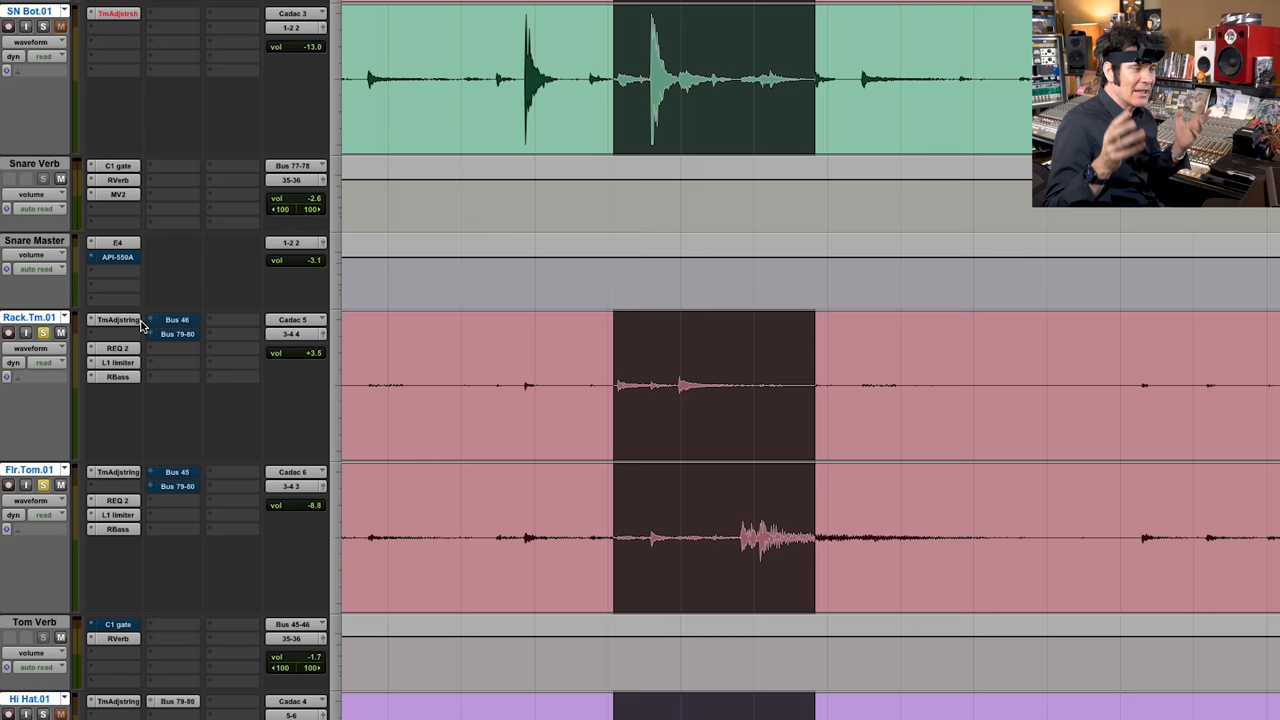 SN Bot.01 TmAdjstrsh Cadac 3
I S M 1-2 2
waveform vol -13.0
dyn read
Snare Verb C1 gate Bus 77-78
S M RVerb 35-36
volume MV2 vol -2.6
auto read 100 100
Snare Master E4 1-2 2
volume API-550A vol -3.1
auto read
Rack.Tm.01 TmAdjstrlng Bus 46 Cadac 5
I S M Bus 79-80 3-4 4
waveform REQ 2 vol +3.5
dyn read L1 limiter
RBass
Flr.Tom.01 TmAdjstrlng Bus 45 Cadac 6
I S M Bus 79-80 3-4 3
waveform REQ 2 vol -8.8
dyn read L1 limiter
RBass
Tom Verb C1 gate Bus 45-46
S M RVerb 35-36
volume vol -1.7
auto read 100 100
Hi Hat.01 TmAdjstrlng Bus 79-80 Cadac 4
I S M 5-6